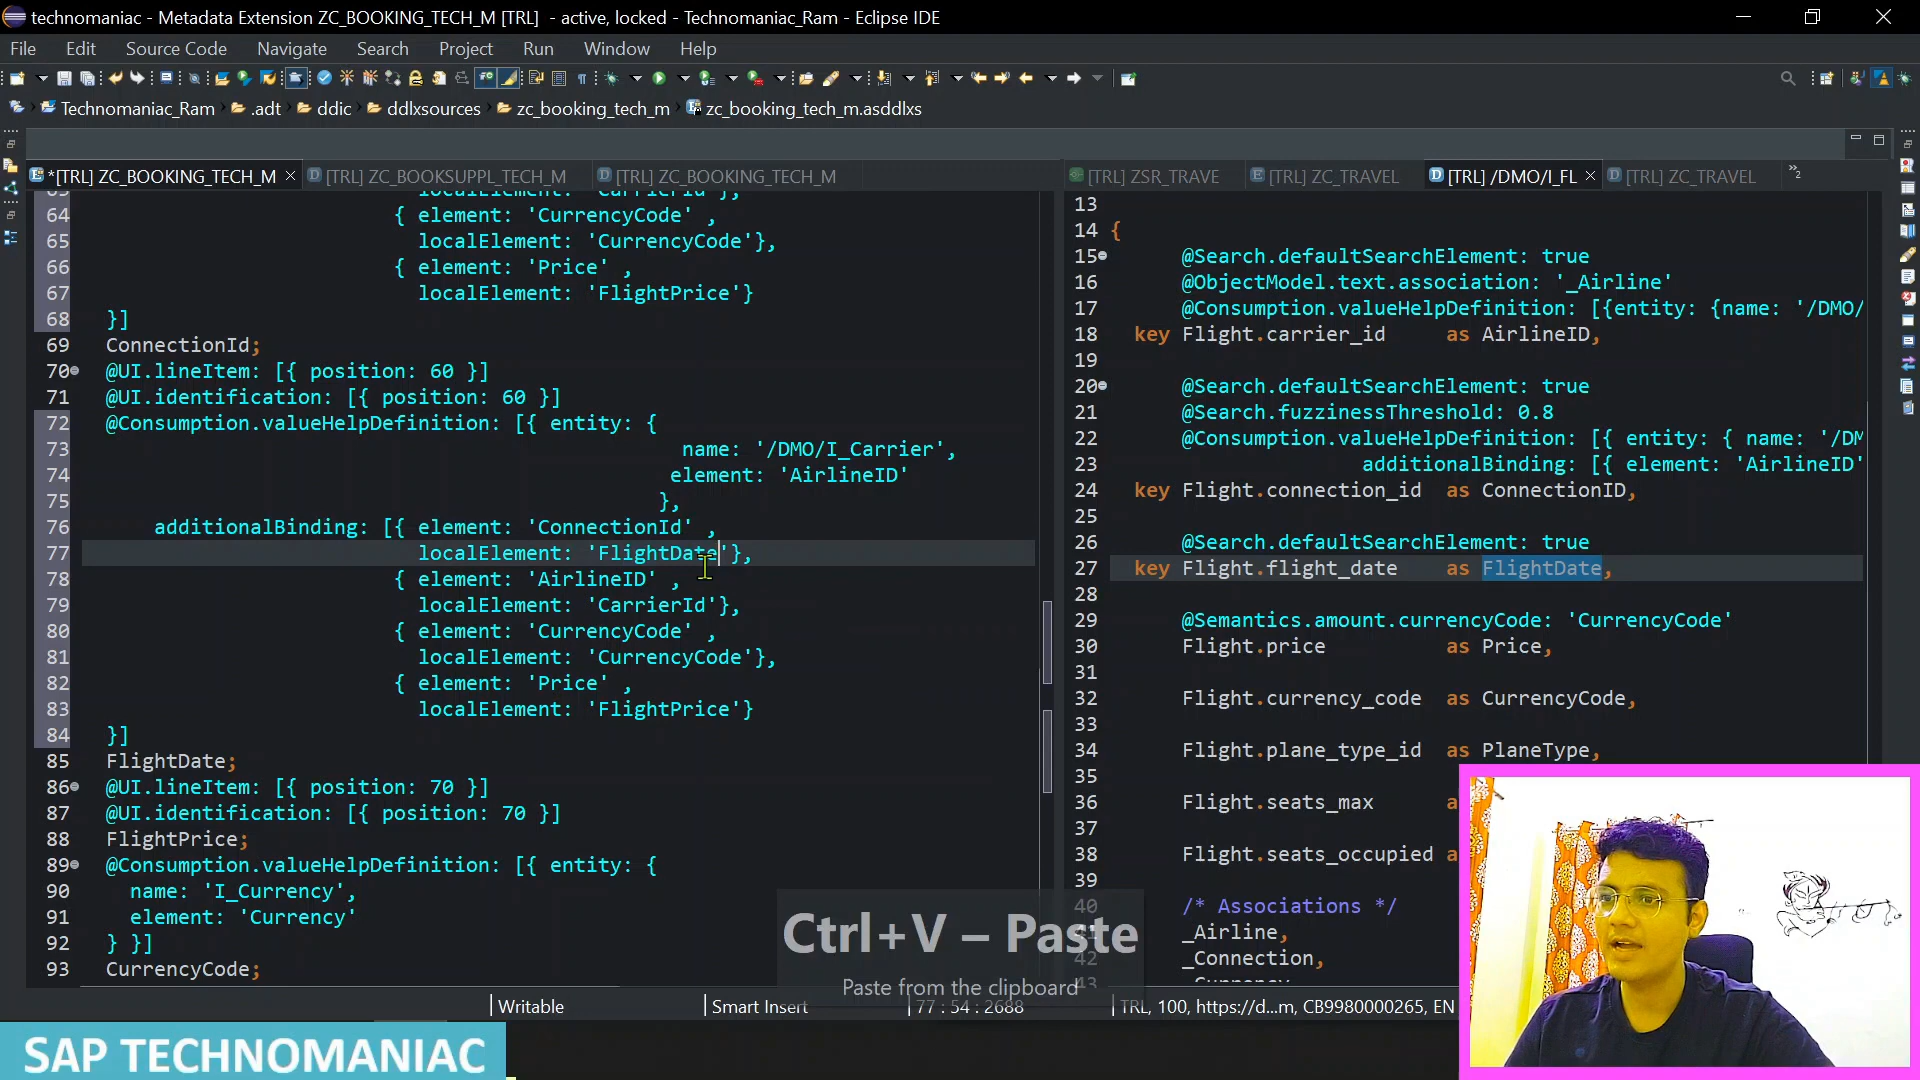 technomaniac - Metadata Extension ZC_BOOKING_TECH_M [TRL]  - active, locked - Technomaniac_Ram - Eclipse IDE
File Edit Source Code Navigate Search Project Run Window Help
Technomaniac_Ram .adt ddic ddlxsources zc_booking_tech_m zc_booking_tech_m.asddlxs
*[TRL] ZC_BOOKING_TECH_M [TRL] ZC_BOOKSUPPL_TECH_M [TRL] ZC_BOOKING_TECH_M
64 { element: 'CurrencyCode' ,
65 localElement: 'CurrencyCode'},
66 { element: 'Price' ,
67 localElement: 'FlightPrice'}
68 }]
69 ConnectionId;
70 @UI.lineItem: [{ position: 60 }]
71 @UI.identification: [{ position: 60 }]
72 @Consumption.valueHelpDefinition: [{ entity: {
73 name: '/DMO/I_Carrier',
74 element: 'AirlineID'
75 },
76 additionalBinding: [{ element: 'ConnectionId' ,
77 localElement: 'FlightDate'},
78 { element: 'AirlineID' ,
79 localElement: 'CarrierId'},
80 { element: 'CurrencyCode' ,
81 localElement: 'CurrencyCode'},
82 { element: 'Price' ,
83 localElement: 'FlightPrice'}
84 }]
85 FlightDate;
86 @UI.lineItem: [{ position: 70 }]
87 @UI.identification: [{ position: 70 }]
88 FlightPrice;
89 @Consumption.valueHelpDefinition: [{ entity: {
90 name: 'I_Currency',
91 element: 'Currency'
92 } }]
93 CurrencyCode;
[TRL] ZSR_TRAVE [TRL] ZC_TRAVEL [TRL] /DMO/I_FL [TRL] ZC_TRAVEL »2
13
14 {
15 @Search.defaultSearchElement: true
16 @ObjectModel.text.association: '_Airline'
17 @Consumption.valueHelpDefinition: [{entity: {name: '/DMO/
18 key Flight.carrier_id as AirlineID,
19
20 @Search.defaultSearchElement: true
21 @Search.fuzzinessThreshold: 0.8
22 @Consumption.valueHelpDefinition: [{ entity: { name: '/DM
23 additionalBinding: [{ element: 'AirlineID'
24 key Flight.connection_id as ConnectionID,
25
26 @Search.defaultSearchElement: true
27 key Flight.flight_date as FlightDate,
28
29 @Semantics.amount.currencyCode: 'CurrencyCode'
30 Flight.price as Price,
31
32 Flight.currency_code as CurrencyCode,
33
34 Flight.plane_type_id as PlaneType,
35
36 Flight.seats_max a
37
38 Flight.seats_occupied a
39
40 /* Associations */
_Airline,
42 _Connection,
Ctrl+V – Paste
Paste from the clipboard
Writable Smart Insert 77 : 54 : 2688 TRL, 100, https://d...m, CB9980000265, EN
SAP TECHNOMANIAC